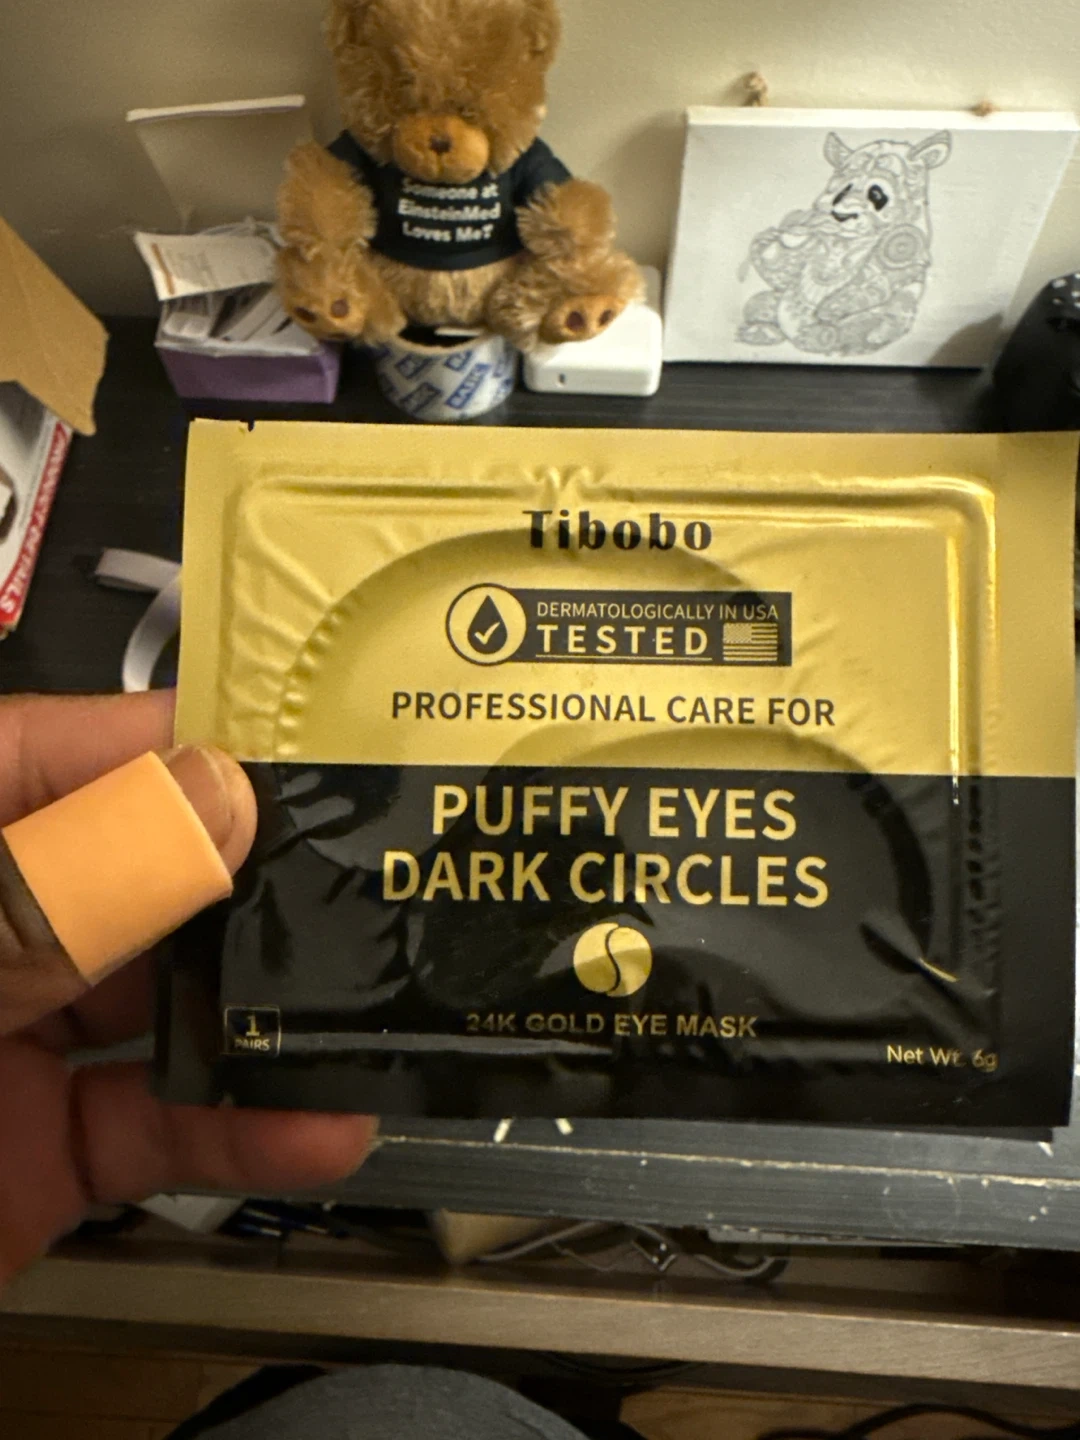 Someone at
EinsteinMed
Loves Me?
Tibobo
DERMATOLOGICALLY IN USA
TESTED
PROFESSIONAL CARE FOR
PUFFY EYES
DARK CIRCLES
1
PAIRS
24K GOLD EYE MASK
Net Wt. 6g